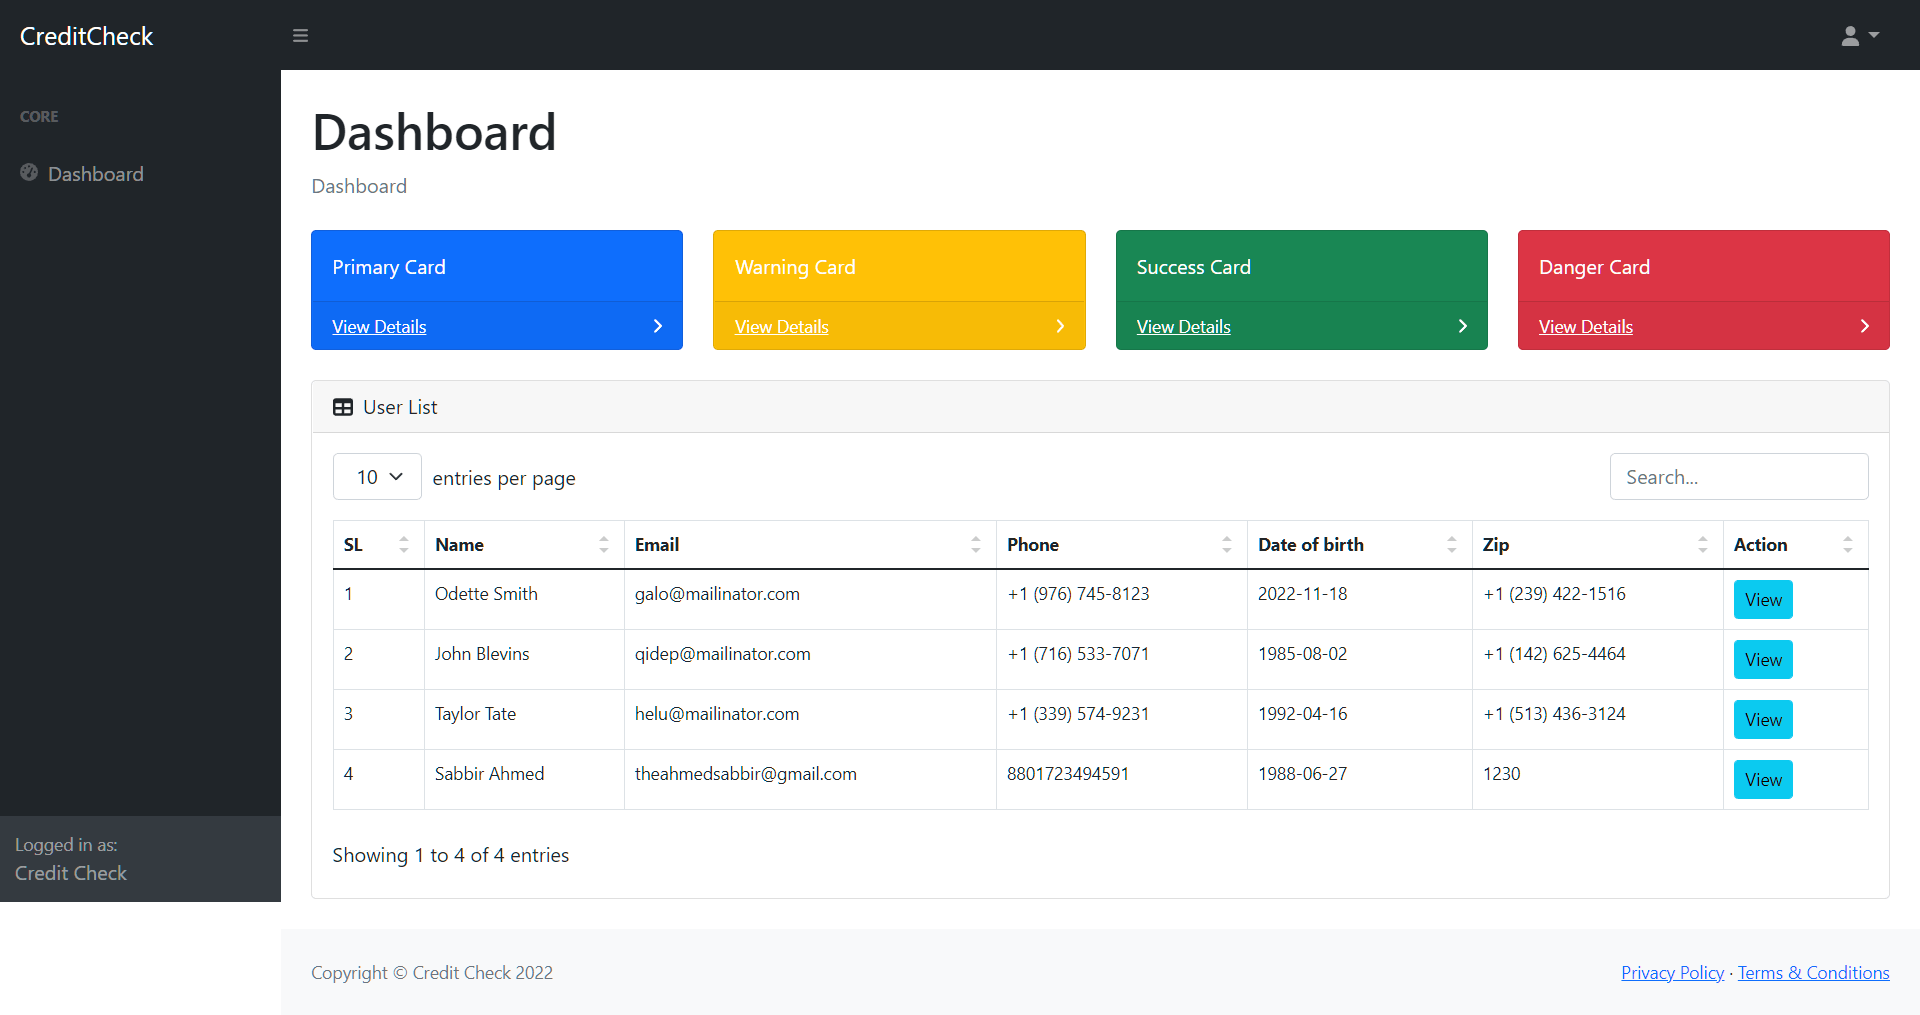 CreditCheck
CORE
Dashboard
Dashboard
Dashboard
Primary Card
View Details
Warning Card
View Details
Success Card
View Details
Danger Card
View Details
User List
10 entries per page
Search...
SL Name Email Phone Date of birth Zip Action
1 Odette Smith galo@mailinator.com +1 (976) 745-8123 2022-11-18 +1 (239) 422-1516 View
2 John Blevins qidep@mailinator.com +1 (716) 533-7071 1985-08-02 +1 (142) 625-4464 View
3 Taylor Tate helu@mailinator.com +1 (339) 574-9231 1992-04-16 +1 (513) 436-3124 View
4 Sabbir Ahmed theahmedsabbir@gmail.com 8801723494591 1988-06-27 1230 View
Showing 1 to 4 of 4 entries
Logged in as:
Credit Check
Copyright © Credit Check 2022
Privacy Policy · Terms & Conditions